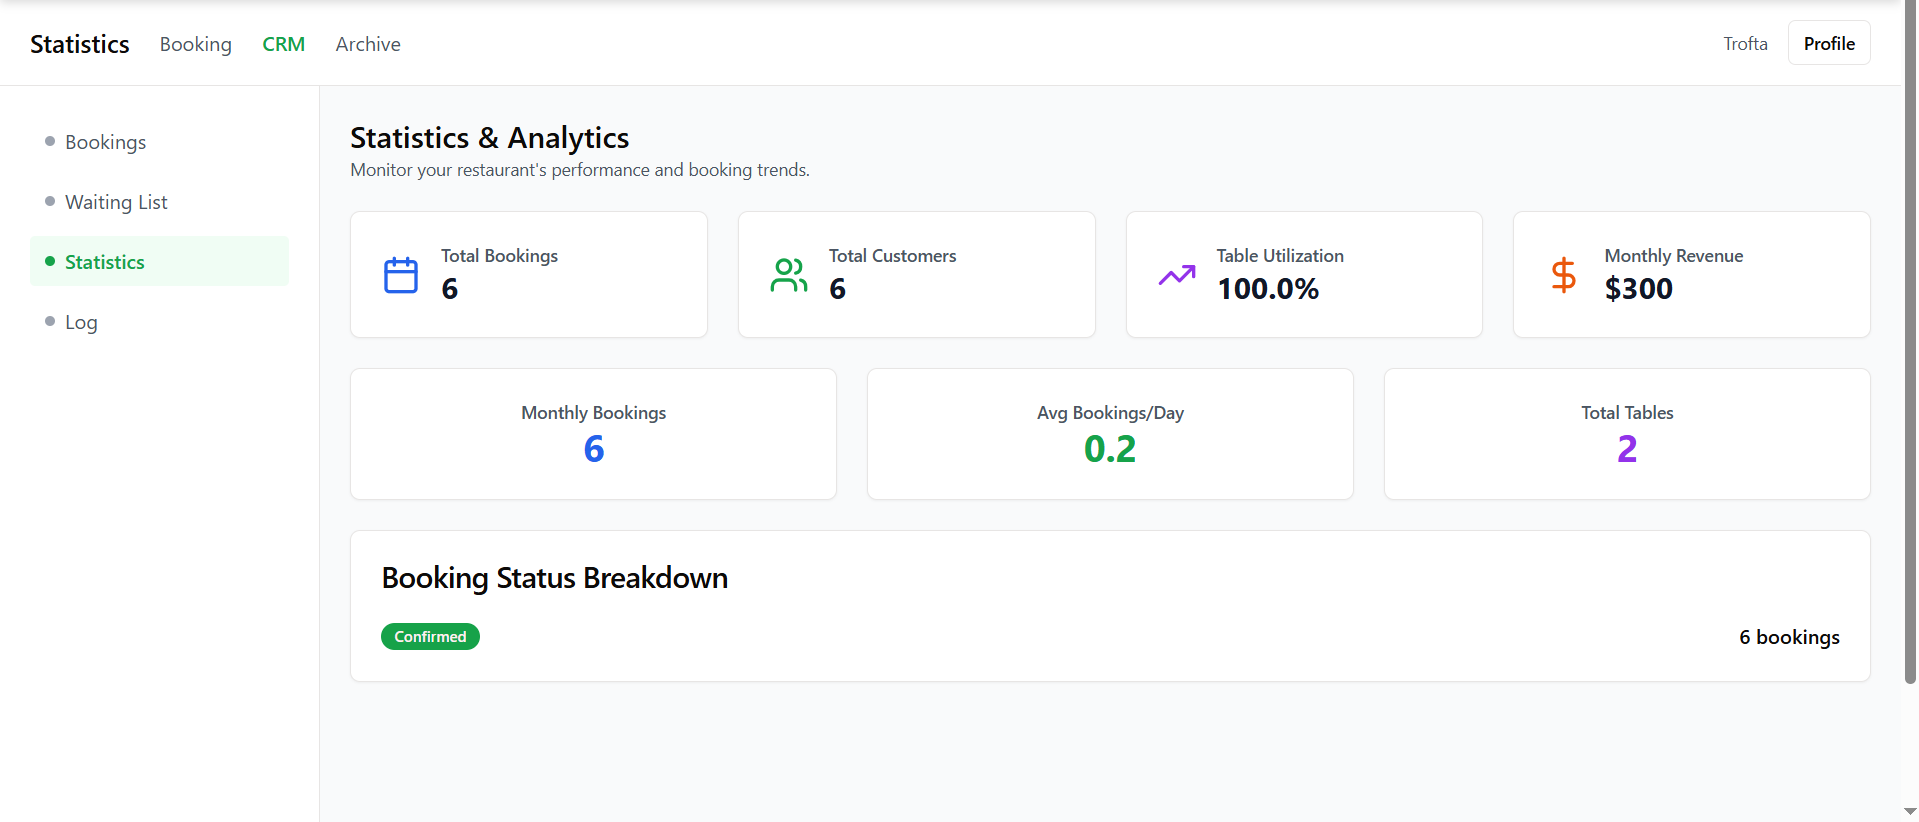 Statistics Booking CRM Archive Trofta Profile
Bookings
Waiting List
Statistics
Log
Statistics & Analytics
Monitor your restaurant's performance and booking trends.
Total Bookings
6
Total Customers
6
Table Utilization
100.0%
Monthly Revenue
$300
Monthly Bookings
6
Avg Bookings/Day
0.2
Total Tables
2
Booking Status Breakdown
Confirmed 6 bookings